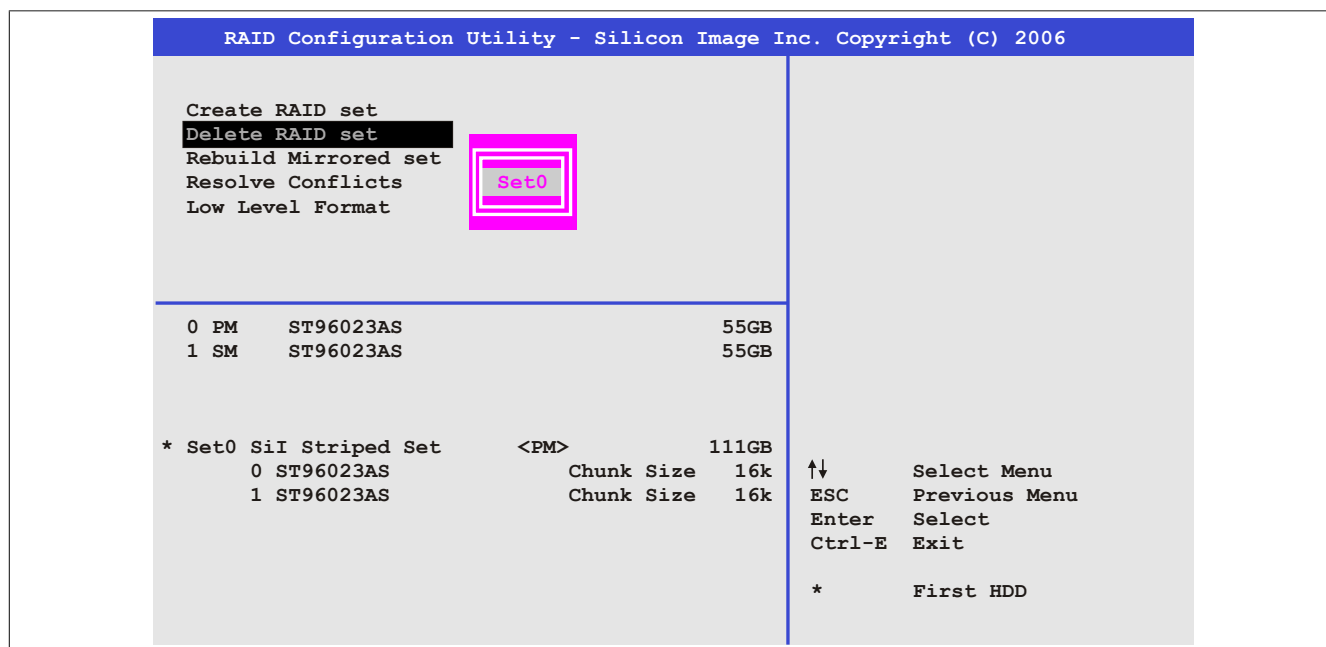 RAID Configuration Utility - Silicon Image Inc. Copyright (C) 2006
Create RAID set
Delete RAID set
Rebuild Mirrored set
Resolve Conflicts
Low Level Format
Set0
0 PM ST96023AS 55GB
1 SM ST96023AS 55GB
* Set0 SiI Striped Set <PM> 111GB
0 ST96023AS Chunk Size 16k
1 ST96023AS Chunk Size 16k
↑↓ Select Menu
ESC Previous Menu
Enter Select
Ctrl-E Exit
* First HDD